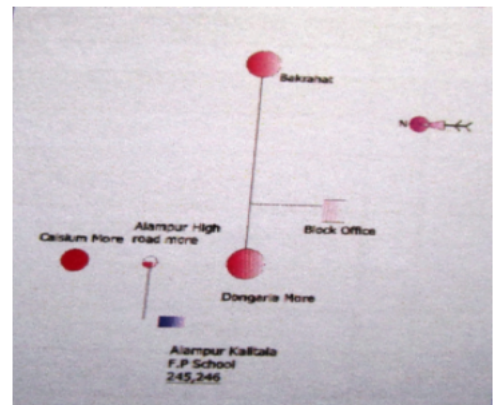 Bakrahat
N
Block Office
Alampur High
road more
Calsium More
Dongaria More
Alampur Kalitala
F.P School
245,246